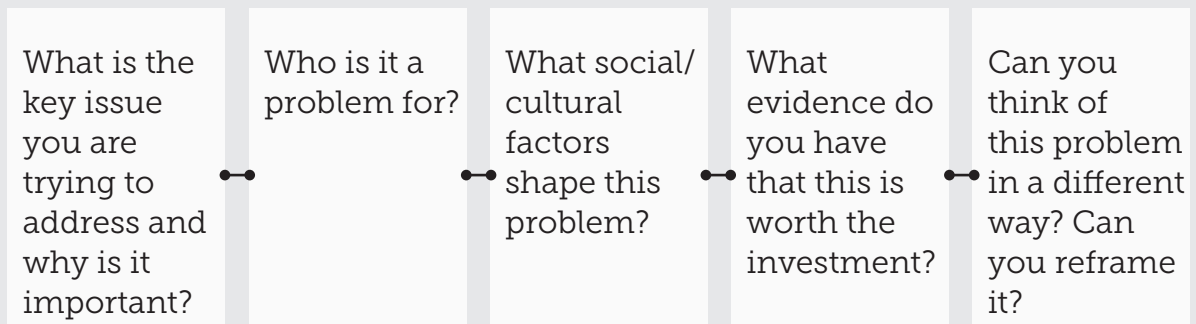 What is the
key issue
you are
trying to
address and
why is it
important?
Who is it a
problem for?
What social/
cultural
factors
shape this
problem?
What
evidence do
you have
that this is
worth the
investment?
Can you
think of
this problem
in a different
way? Can
you reframe
it?